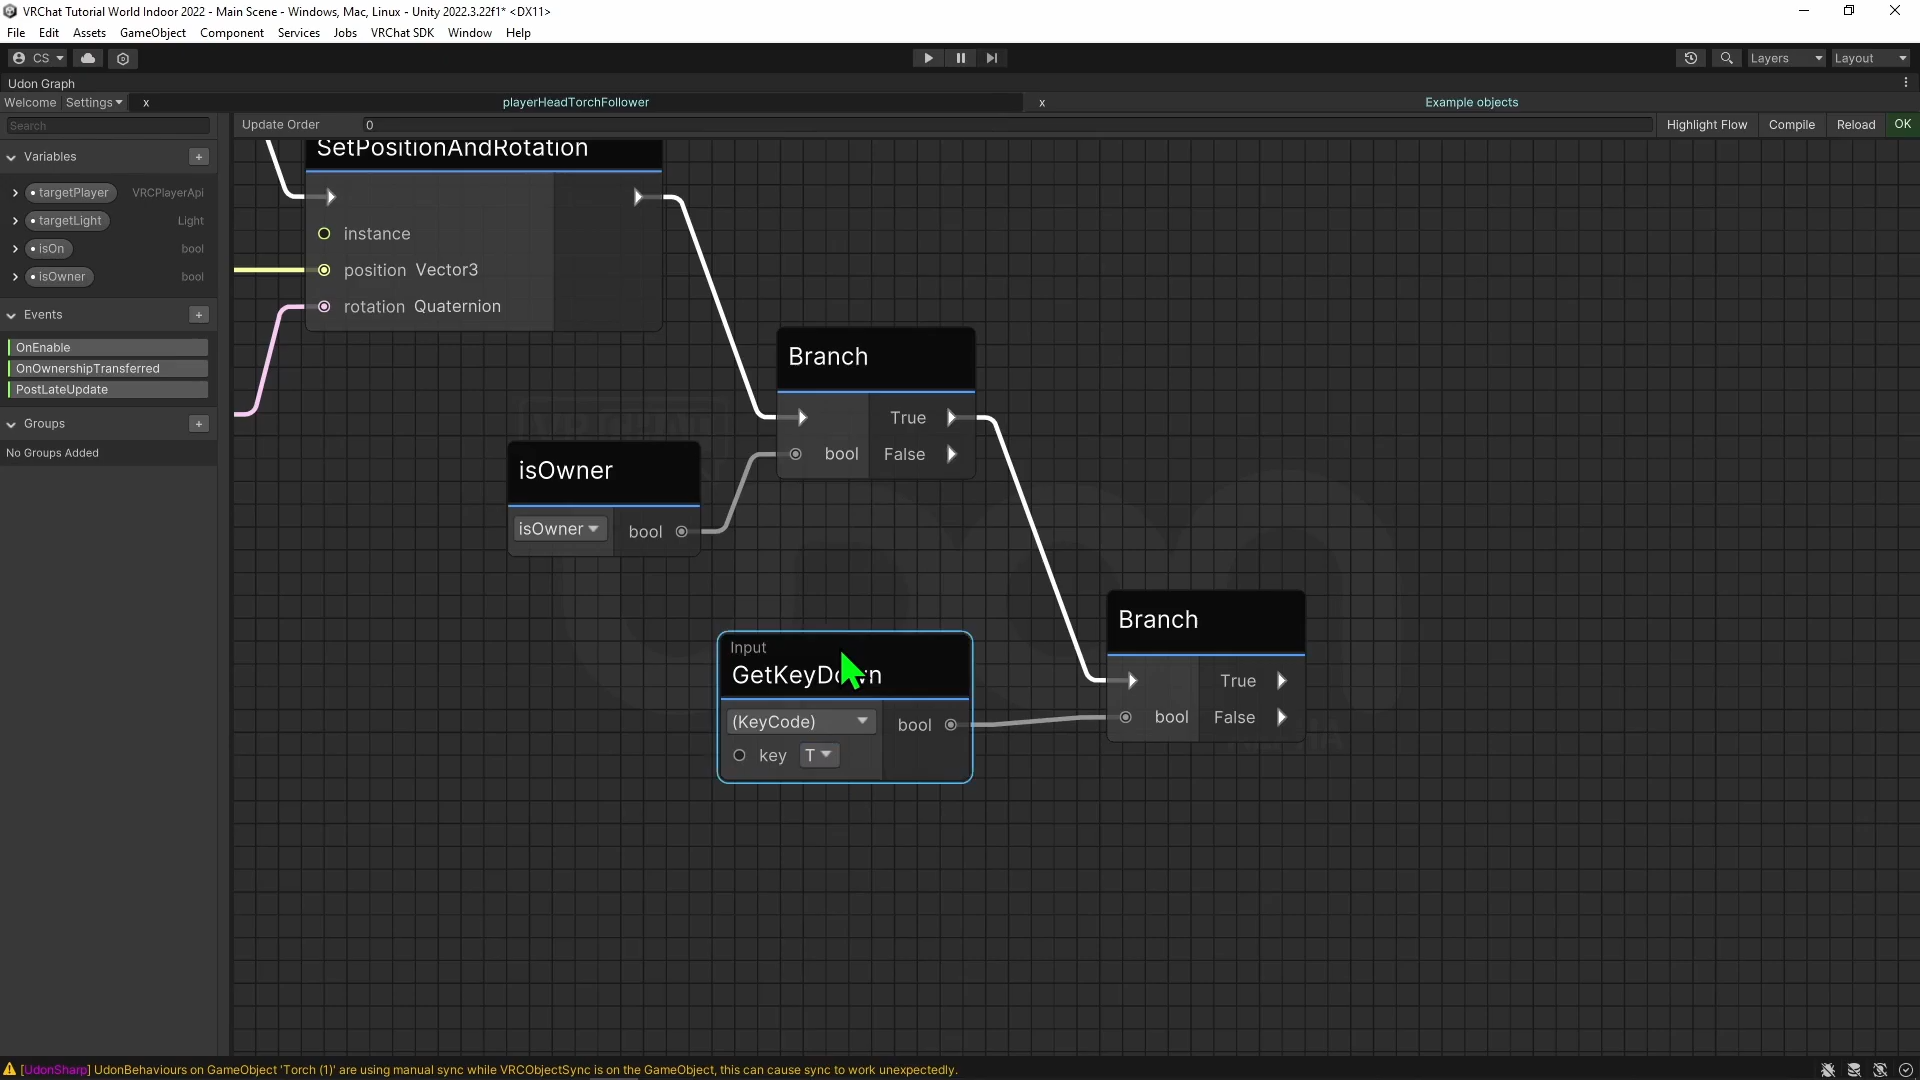 VRChat Tutorial World Indoor 2022 - Main Scene - Windows, Mac, Linux - Unity 2022.3.22f1* <DX11>
File Edit Assets GameObject Component Services Jobs VRChat SDK Window Help
CS Layers Layout
Udon Graph
Welcome Settings x playerHeadTorchFollower x Example objects
Search
Update Order 0 Highlight Flow Compile Reload OK
Variables +
targetPlayer VRCPlayerApi
targetLight Light
isOn bool
isOwner bool
Events +
OnEnable
OnOwnershipTransferred
PostLateUpdate
Groups +
No Groups Added
SetPositionAndRotation
instance
position Vector3
rotation Quaternion
Branch
True
bool False
isOwner
isOwner bool
Input
GetKeyDown
(KeyCode) bool
key T
Branch
True
bool False
[UdonSharp] UdonBehaviours on GameObject 'Torch (1)' are using manual sync while VRCObjectSync is on the GameObject, this can cause sync to work unexpectedly.